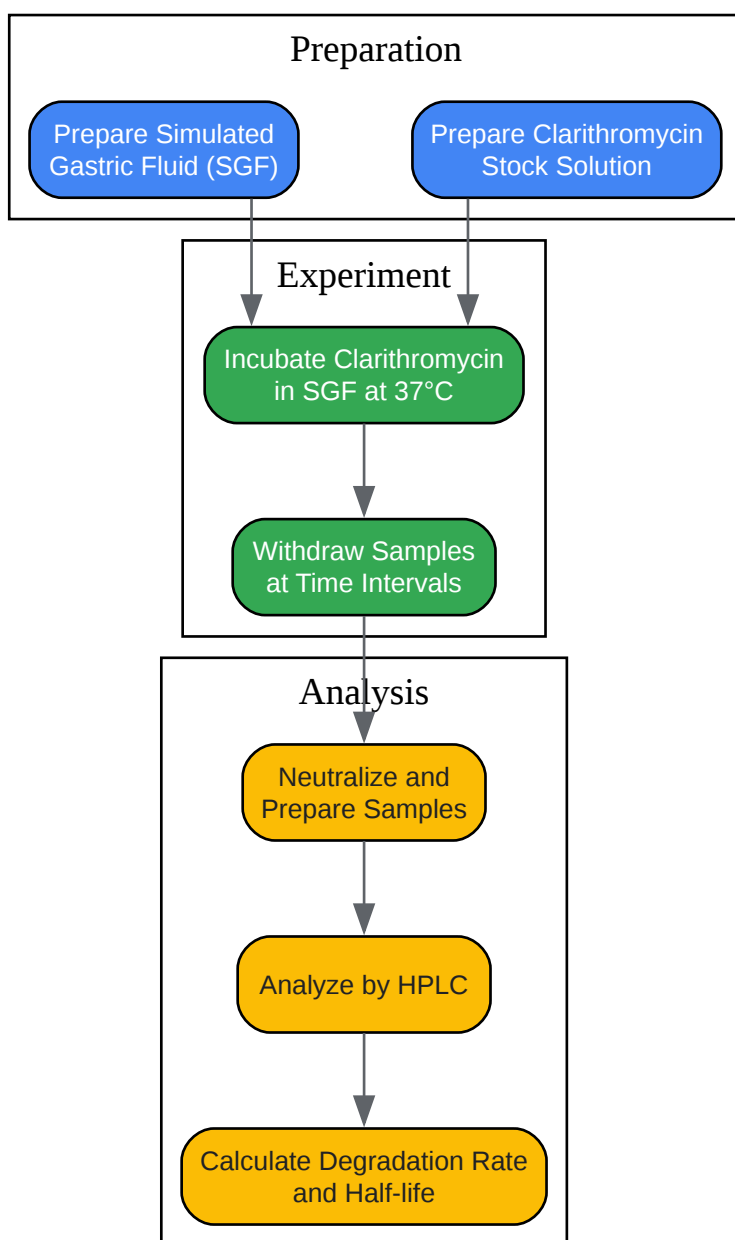 Preparation
Prepare Simulated
Gastric Fluid (SGF)
Prepare Clarithromycin
Stock Solution
Experiment
Incubate Clarithromycin
in SGF at 37°C
Withdraw Samples
at Time Intervals
Analysis
Neutralize and
Prepare Samples
Analyze by HPLC
Calculate Degradation Rate
and Half-life